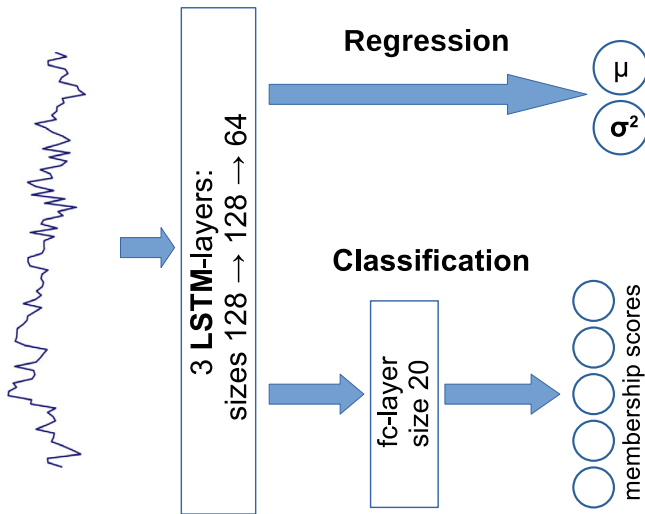 Regression
μ
σ²
3 LSTM-layers:
sizes 128 → 128 → 64
Classification
fc-layer
size 20
membership scores